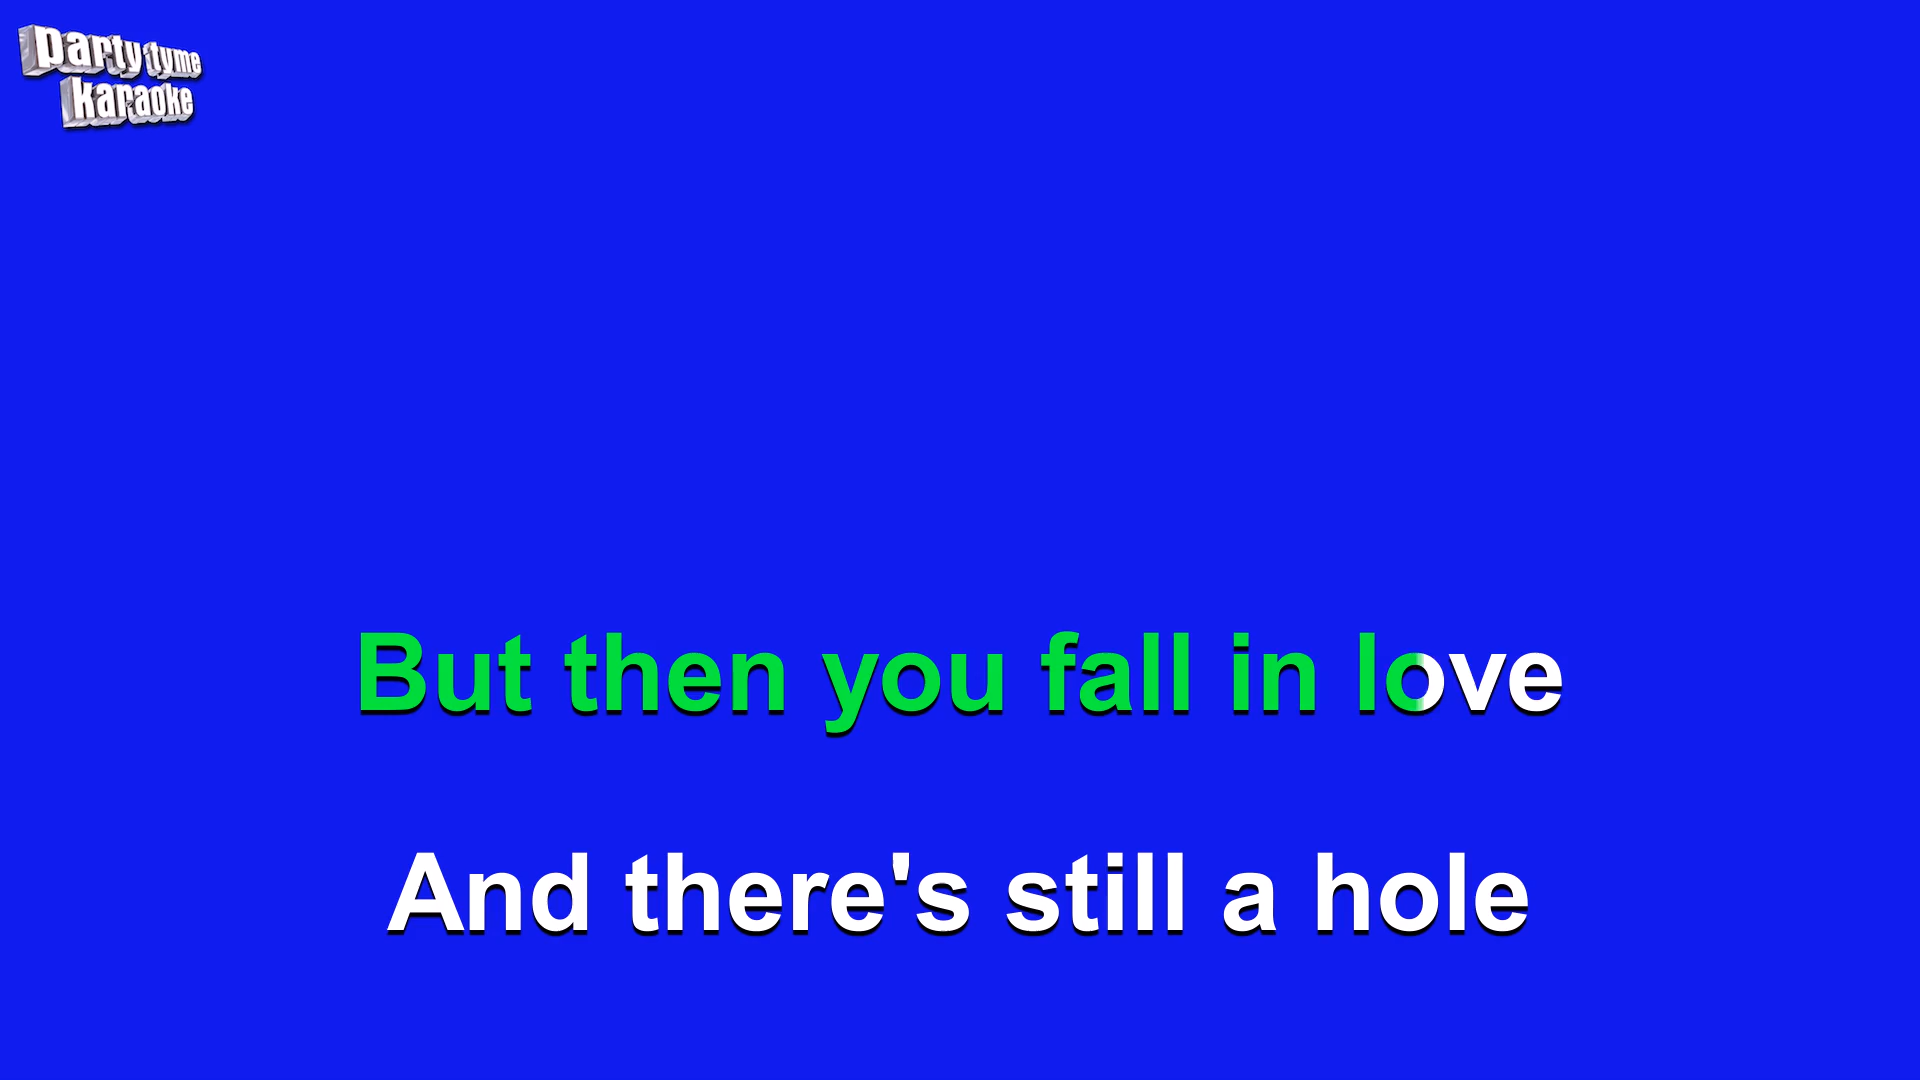 party tyme
karaoke
But then you fall in love
And there's still a hole